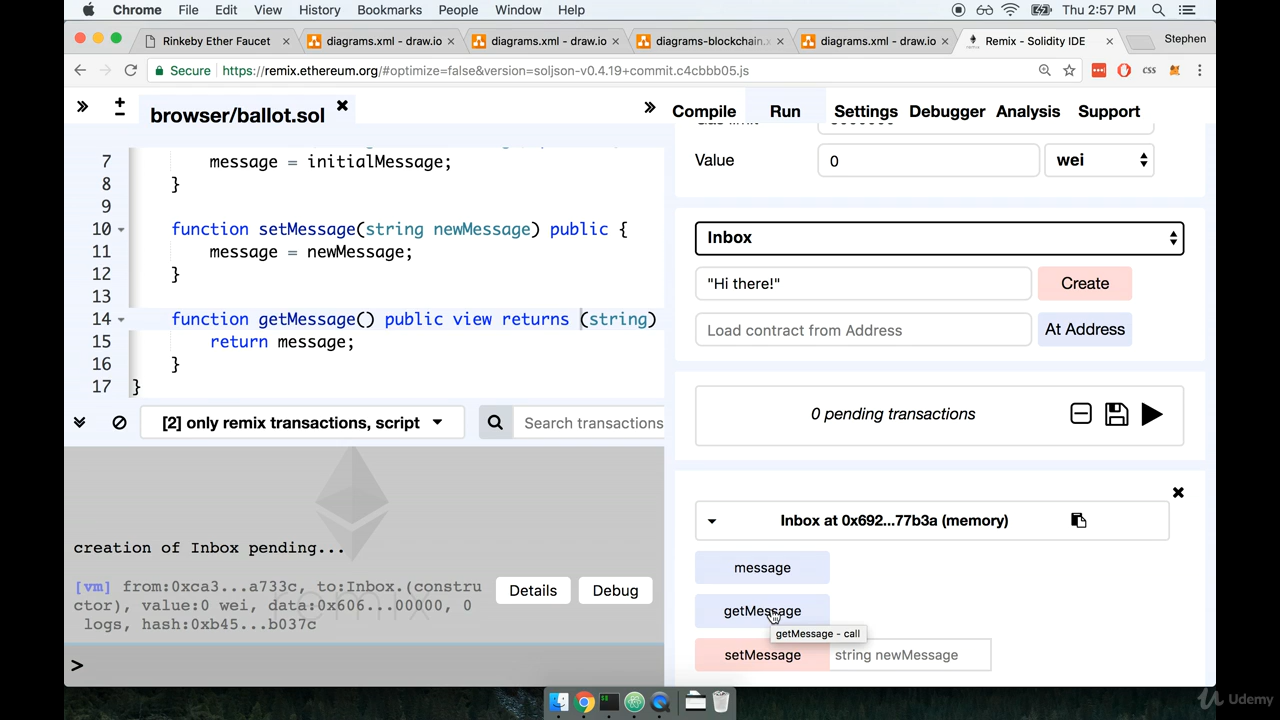 Chrome File Edit View History Bookmarks People Window Help Thu 2:57 PM
Rinkeby Ether Faucet × diagrams.xml - draw.io × diagrams.xml - draw.io × diagrams-blockchain. × diagrams.xml - draw.io × Remix - Solidity IDE × Stephen
Secure https://remix.ethereum.org/#optimize=false&version=soljson-v0.4.19+commit.c4cbbb05.js
browser/ballot.sol
Compile Run Settings Debugger Analysis Support
7 message = initialMessage;
8 }
9
10 function setMessage(string newMessage) public {
11 message = newMessage;
12 }
13
14 function getMessage() public view returns (string)
15 return message;
16 }
17 }
[2] only remix transactions, script
Search transactions
creation of Inbox pending...
[vm] from:0xca3...a733c, to:Inbox.(constru
ctor), value:0 wei, data:0x606...00000, 0
logs, hash:0xb45...b037c
Details Debug
>
Value 0 wei
Inbox
"Hi there!" Create
Load contract from Address At Address
0 pending transactions
Inbox at 0x692...77b3a (memory)
message
getMessage
getMessage - call
setMessage string newMessage
Udemy